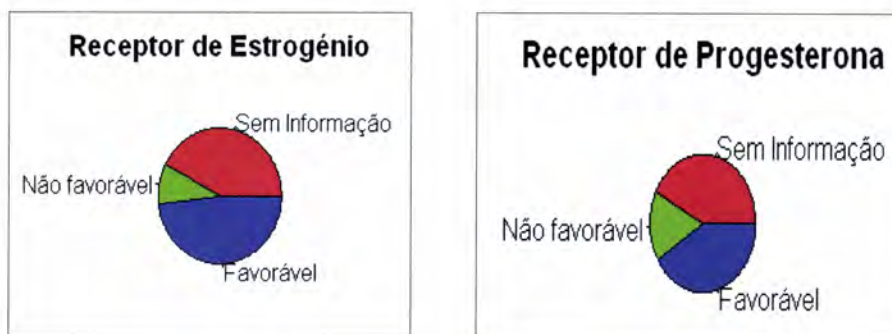 Receptor de Estrogénio
Sem Informação
Não favorável
Favorável
Receptor de Progesterona
Sem Informação
Não favorável
Favorável